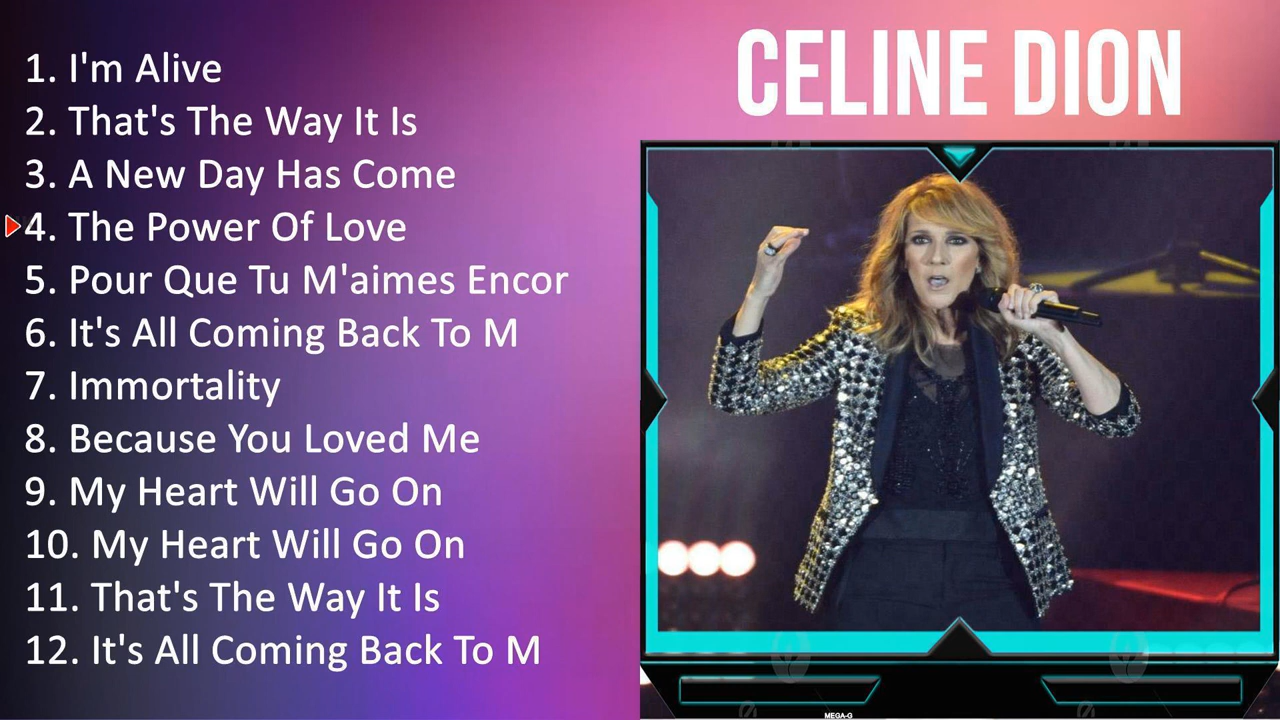 CELINE DION
1. I'm Alive
2. That's The Way It Is
3. A New Day Has Come
4. The Power Of Love
5. Pour Que Tu M'aimes Encor
6. It's All Coming Back To M
7. Immortality
8. Because You Loved Me
9. My Heart Will Go On
10. My Heart Will Go On
11. That's The Way It Is
12. It's All Coming Back To M
MEGA-G